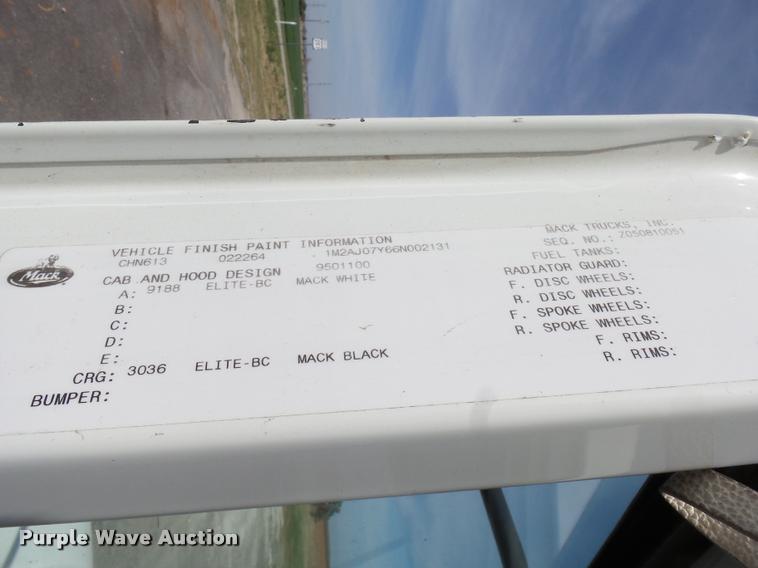 Mack
VEHICLE FINISH PAINT INFORMATION
CHN613 022264 1M2AJ07Y66N002131
CAB AND HOOD DESIGN 9501100
A: 9188 ELITE-BC MACK WHITE
B:
C:
D:
E:
CRG: 3036 ELITE-BC MACK BLACK
BUMPER:
MACK TRUCKS, INC.
SEQ. NO.: Z050810051
FUEL TANKS:
RADIATOR GUARD:
F. DISC WHEELS:
R. DISC WHEELS:
F. SPOKE WHEELS:
R. SPOKE WHEELS:
F. RIMS:
R. RIMS:
Purple Wave Auction